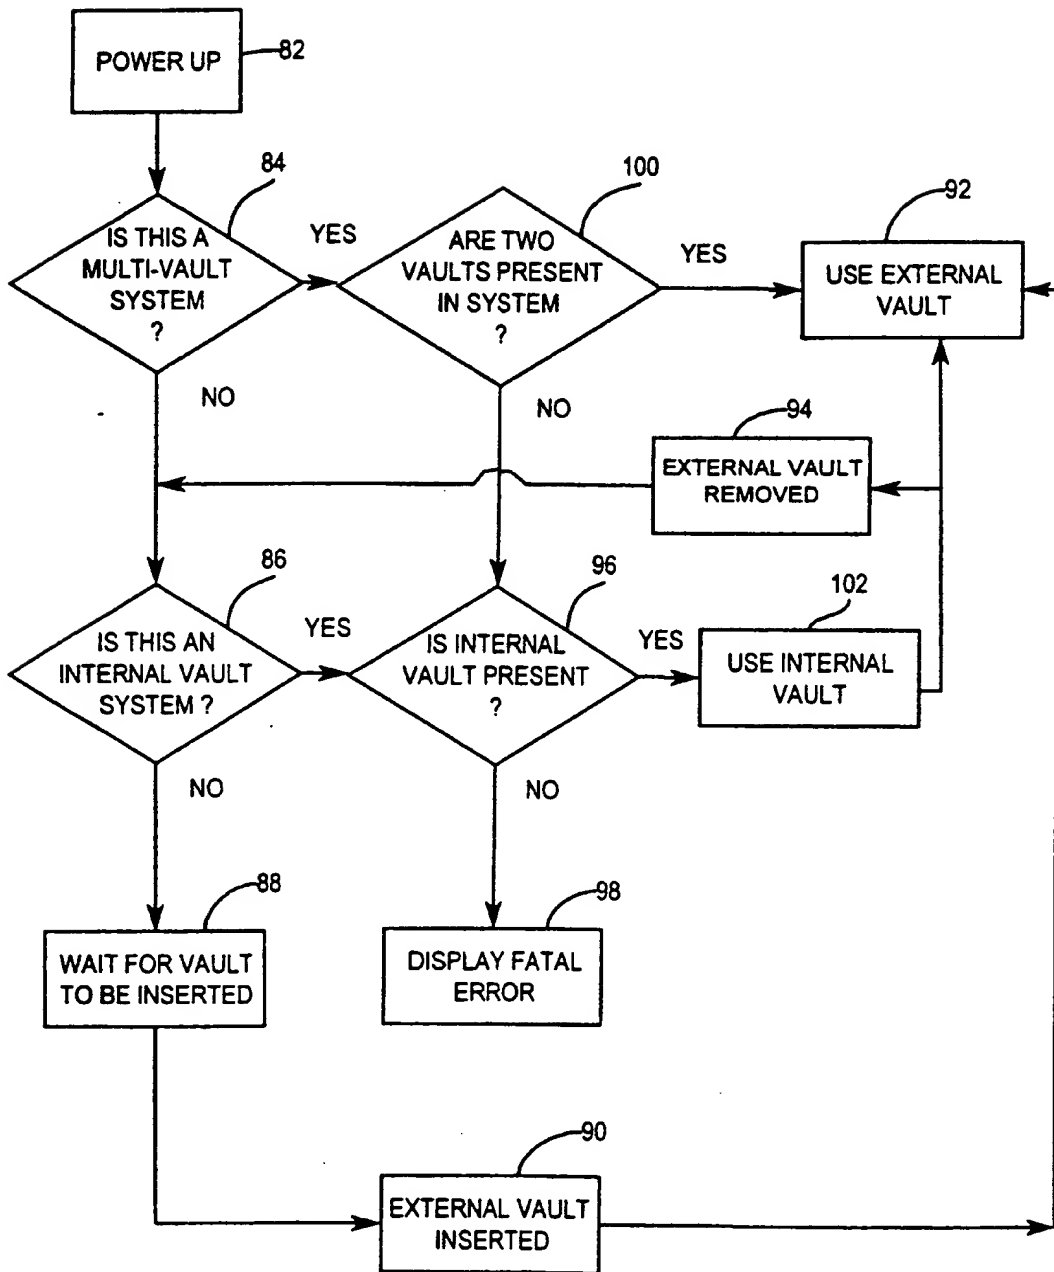 POWER UP
82
84
IS THIS A
MULTI-VAULT
SYSTEM
?
YES
NO
100
ARE TWO
VAULTS PRESENT
IN SYSTEM
?
YES
NO
92
USE EXTERNAL
VAULT
94
EXTERNAL VAULT
REMOVED
86
IS THIS AN
INTERNAL VAULT
SYSTEM ?
YES
NO
96
IS INTERNAL
VAULT PRESENT
?
YES
NO
102
USE INTERNAL
VAULT
88
WAIT FOR VAULT
TO BE INSERTED
98
DISPLAY FATAL
ERROR
90
EXTERNAL VAULT
INSERTED